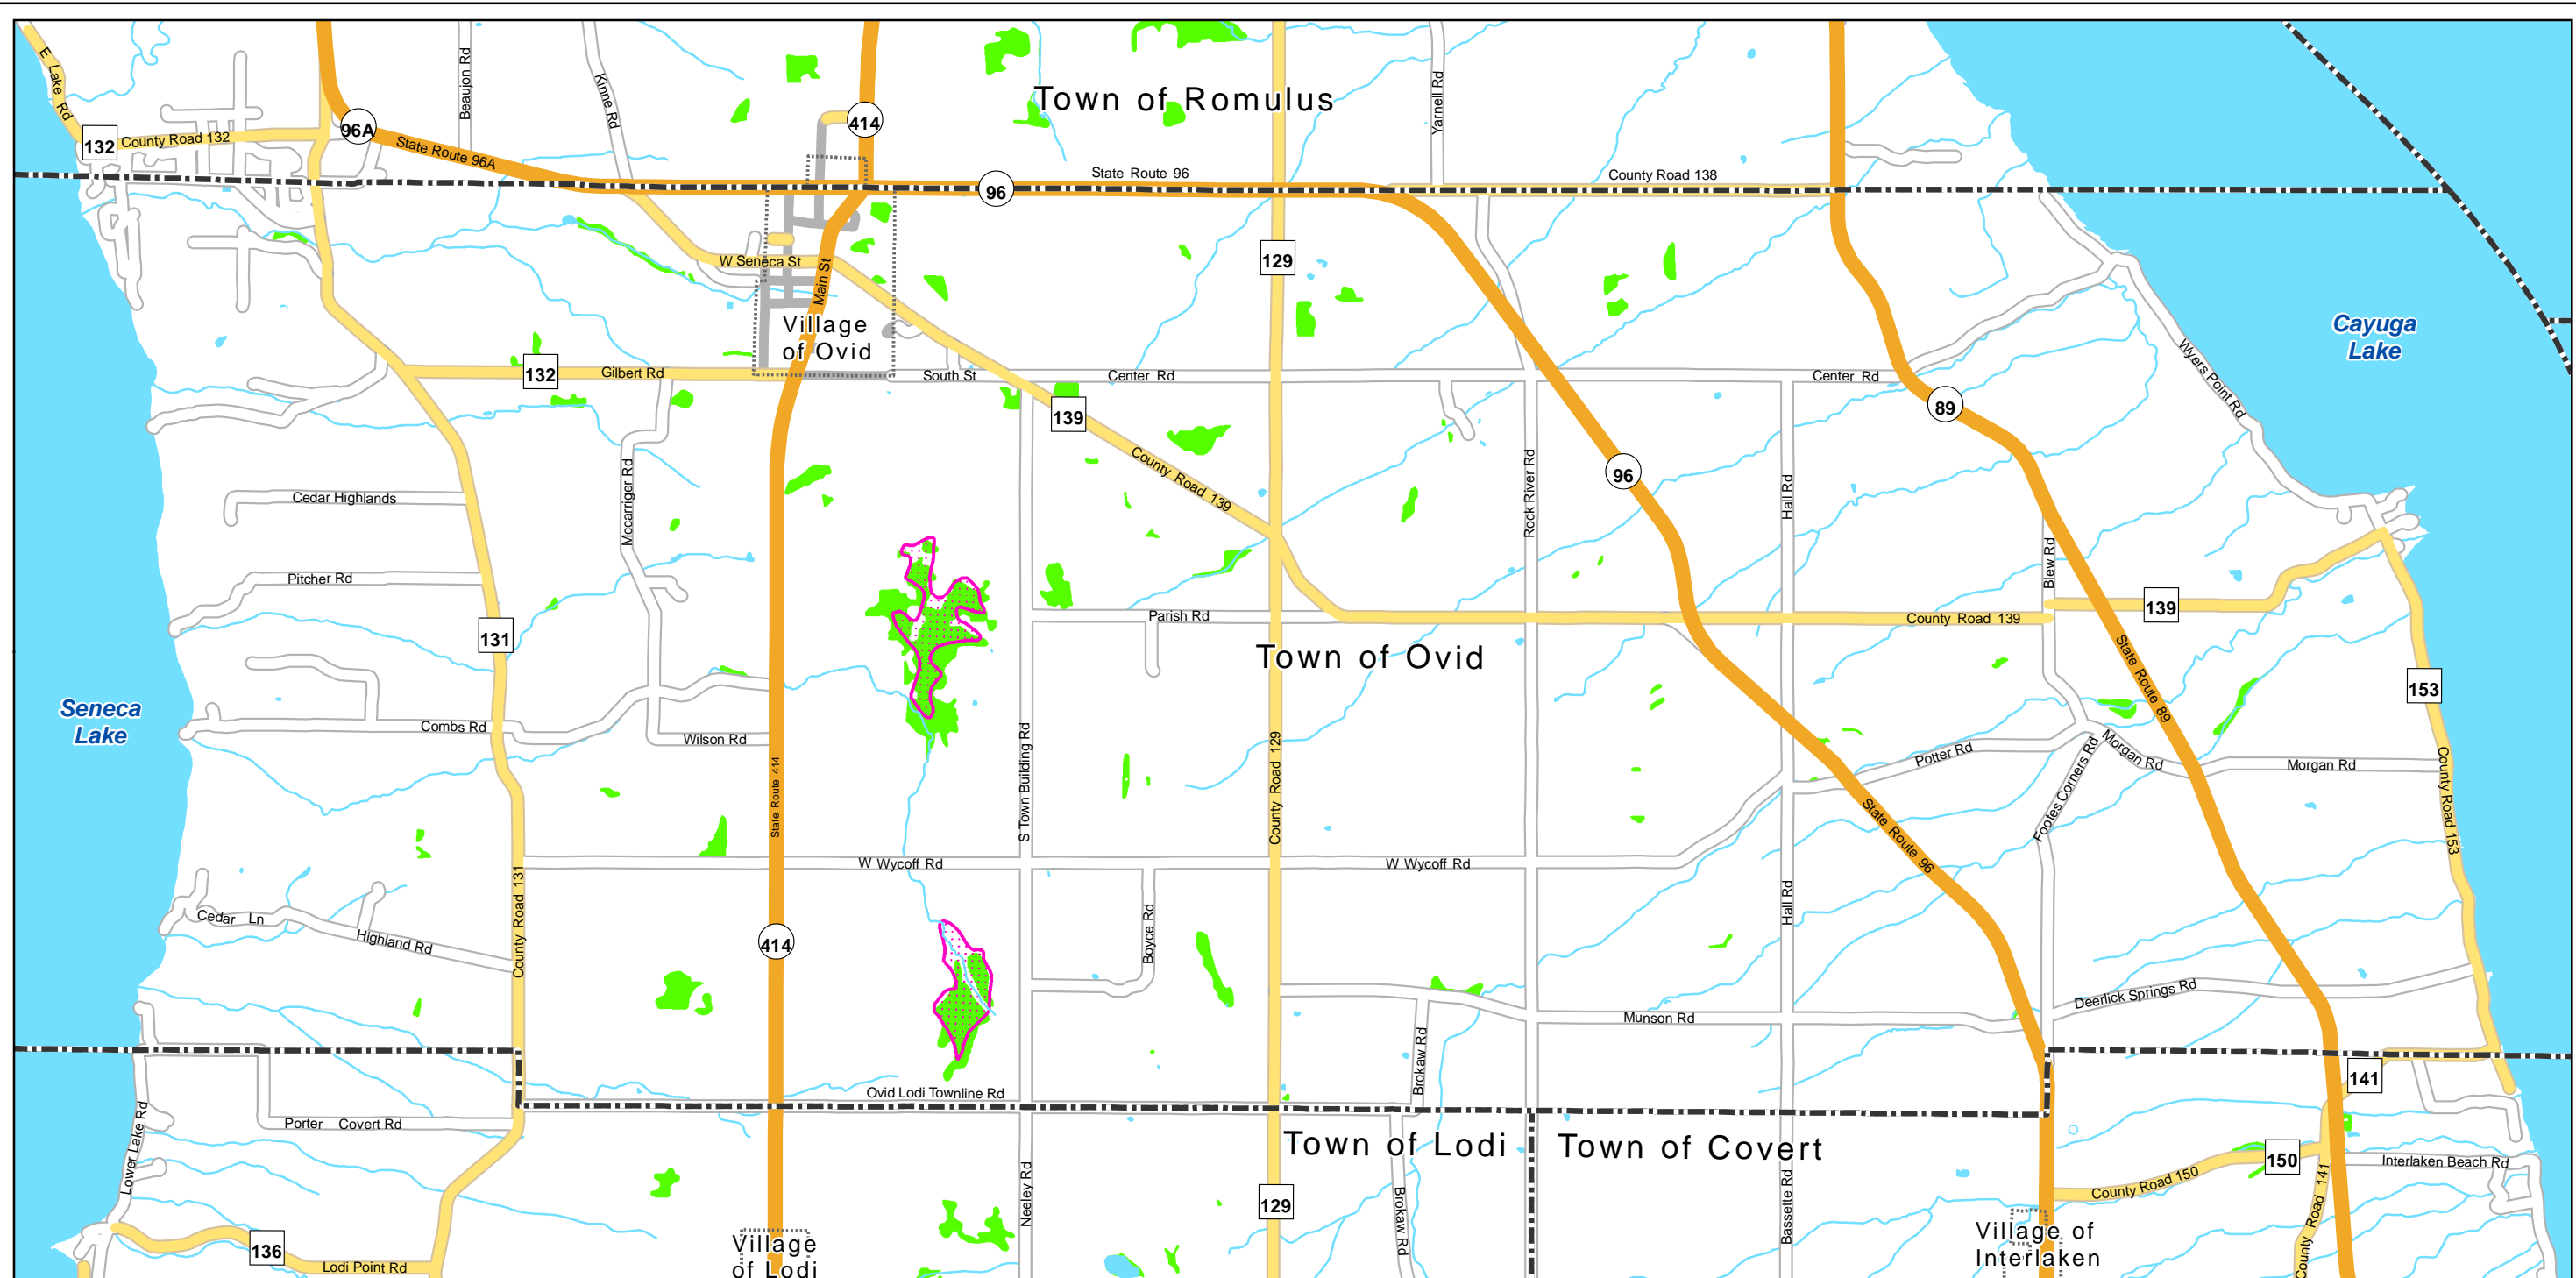 E Lake Rd
Beaujon Rd
Kinne Rd
Yarnell Rd
Town of Romulus
96A
414
132
County Road 132
State Route 96A
State Route 96
County Road 138
96
W Seneca St
Main St
129
Village
of Ovid
Cayuga
Lake
Wyers Point Rd
132
Gilbert Rd
South St
Center Rd
Center Rd
139
89
County Road 139
96
Cedar Highlands
Mccarriger Rd
Rock River Rd
Hall Rd
Blew Rd
Pitcher Rd
131
Parish Rd
County Road 139
139
Town of Ovid
State Route 89
153
Seneca
Lake
Combs Rd
Wilson Rd
S Town Building Rd
County Road 129
State Route 414
Potter Rd
Footes Corners Rd
Morgan Rd
Morgan Rd
County Road 153
State Route 96
W Wycoff Rd
W Wycoff Rd
County Road 131
Cedar Ln
Highland Rd
414
Boyce Rd
Hall Rd
Deerlick Springs Rd
Munson Rd
Brokaw Rd
141
Ovid Lodi Townline Rd
Porter Covert Rd
Lower Lake Rd
Town of Lodi
Town of Covert
150
Interlaken Beach Rd
County Road 150
County Road 141
Neeley Rd
129
Brokaw Rd
Bassette Rd
136
Lodi Point Rd
Village
of Lodi
Village of
Interlaken